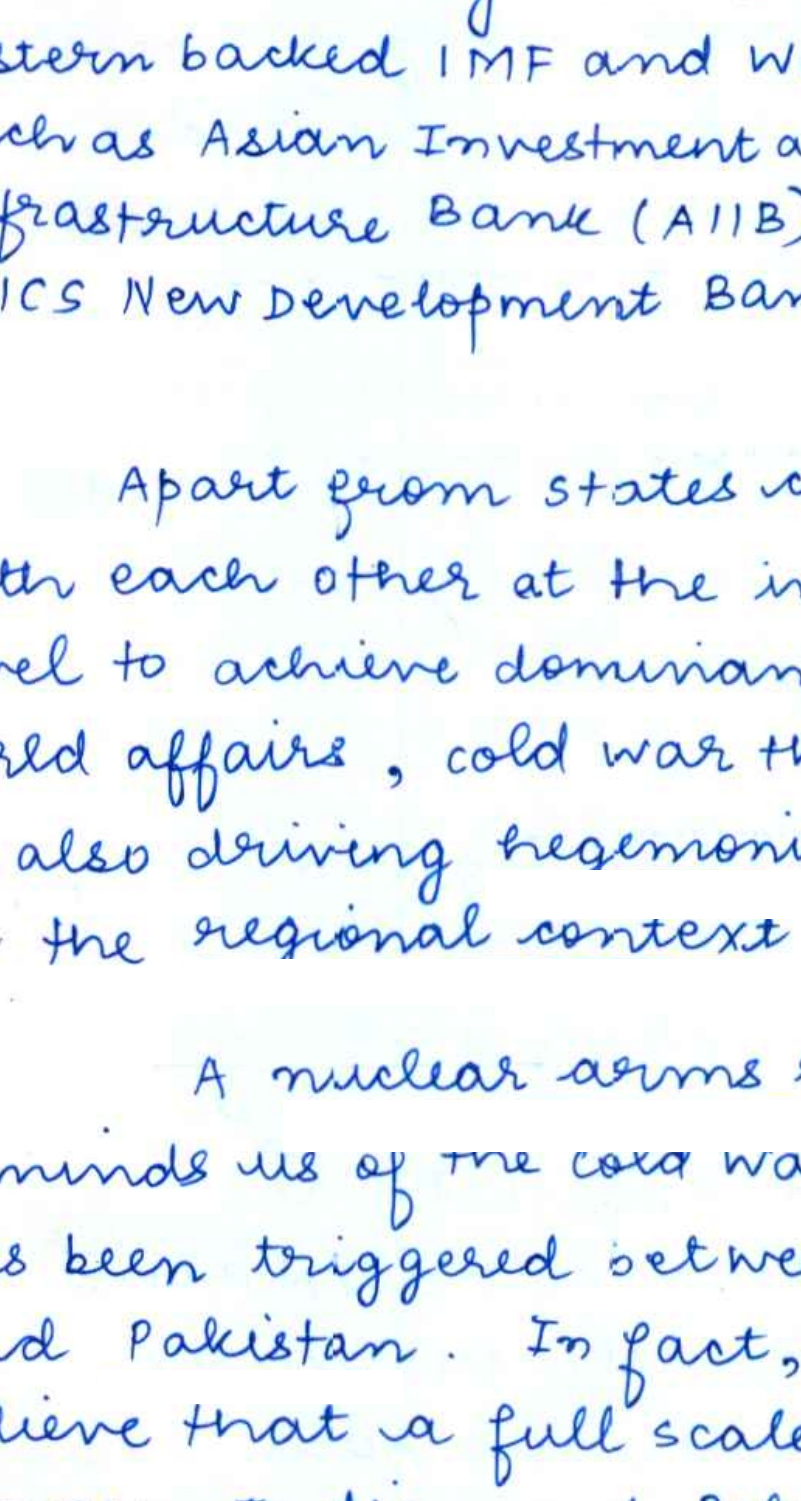 stern backed IMF and W
ch as Asian Investment a
frastructure Bank (AIIB)
ICS New Development Ban
Apart from states c
th each other at the in
vel to achieve dominan
rld affairs, cold war th
also driving hegemoni
the regional context
A nuclear arms
minds us of the cold wa
s been triggered betwe
d Pakistan. In fact,
lieve that a full scale